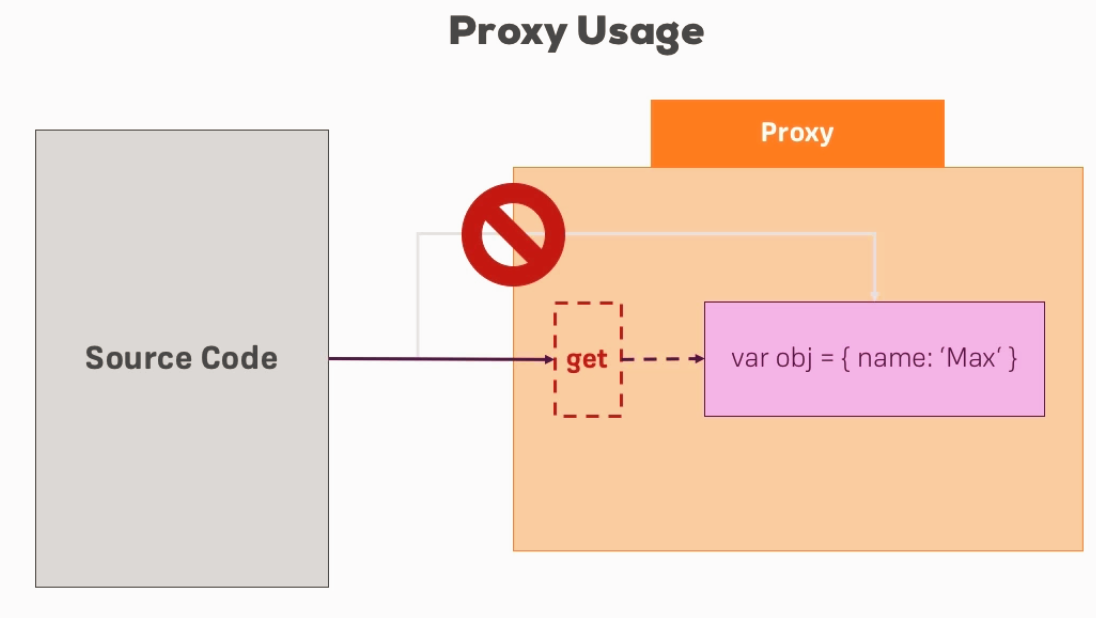 Proxy Usage
Proxy
Source Code
get
var obj = { name: ‘Max‘ }